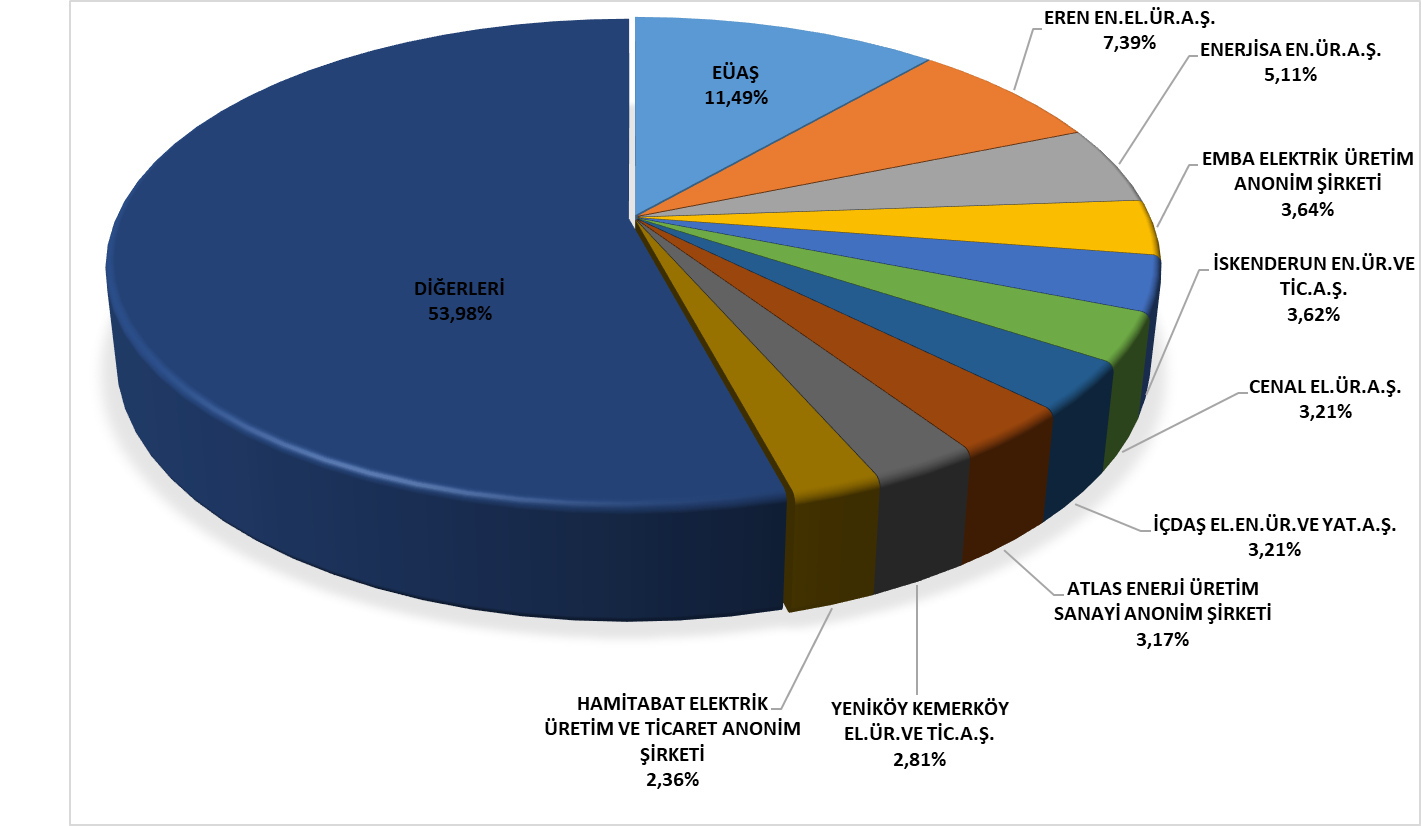 EÜAŞ
11,49%
EREN EN.EL.ÜR.A.Ş.
7,39%
ENERJİSA EN.ÜR.A.Ş.
5,11%
EMBA ELEKTRİK ÜRETİM
ANONİM ŞİRKETİ
3,64%
İSKENDERUN EN.ÜR.VE
TİC.A.Ş.
3,62%
CENAL EL.ÜR.A.Ş.
3,21%
İÇDAŞ EL.EN.ÜR.VE YAT.A.Ş.
3,21%
ATLAS ENERJİ ÜRETİM
SANAYİ ANONİM ŞİRKETİ
3,17%
YENİKÖY KEMERKÖY
EL.ÜR.VE TİC.A.Ş.
2,81%
HAMİTABAT ELEKTRİK
ÜRETİM VE TİCARET ANONİM
ŞİRKETİ
2,36%
DİĞERLERİ
53,98%